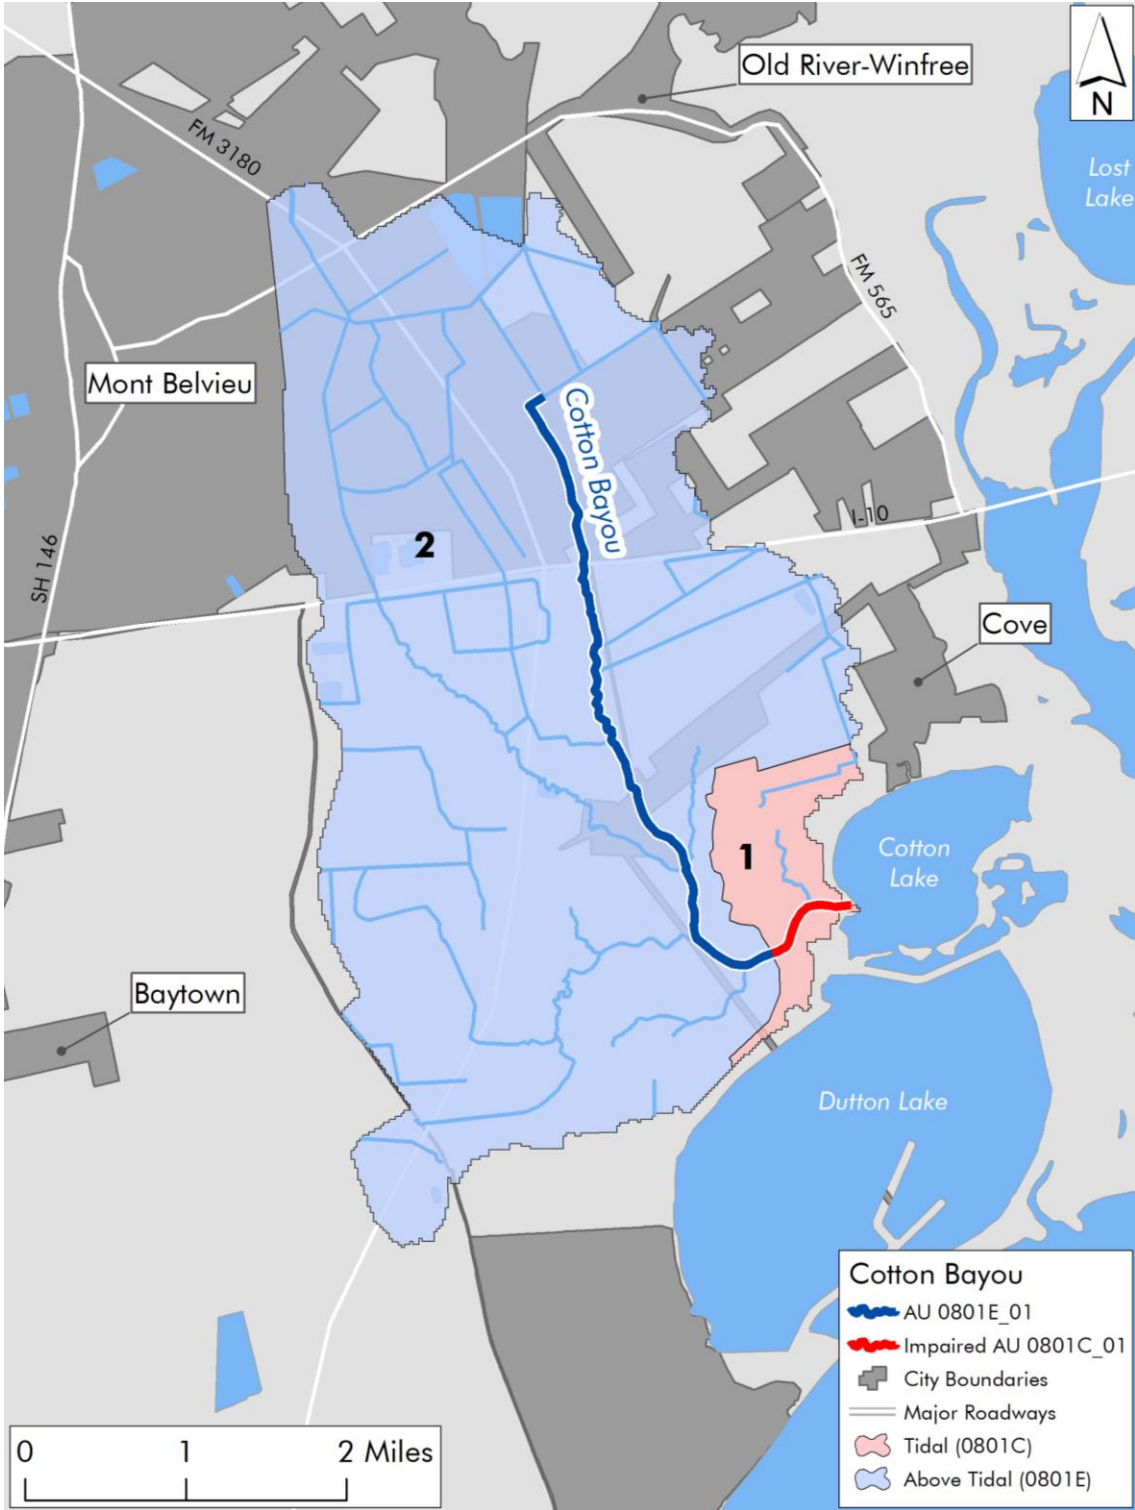 Old River-Winfree
N
Lost
Lake
FM 3180
FM 565
Mont Belvieu
Cotton Bayou
I-10
2
SH 146
Cove
1
Cotton
Lake
Baytown
Dutton Lake
Cotton Bayou
AU 0801E_01
Impaired AU 0801C_01
City Boundaries
Major Roadways
Tidal (0801C)
Above Tidal (0801E)
0 1 2 Miles